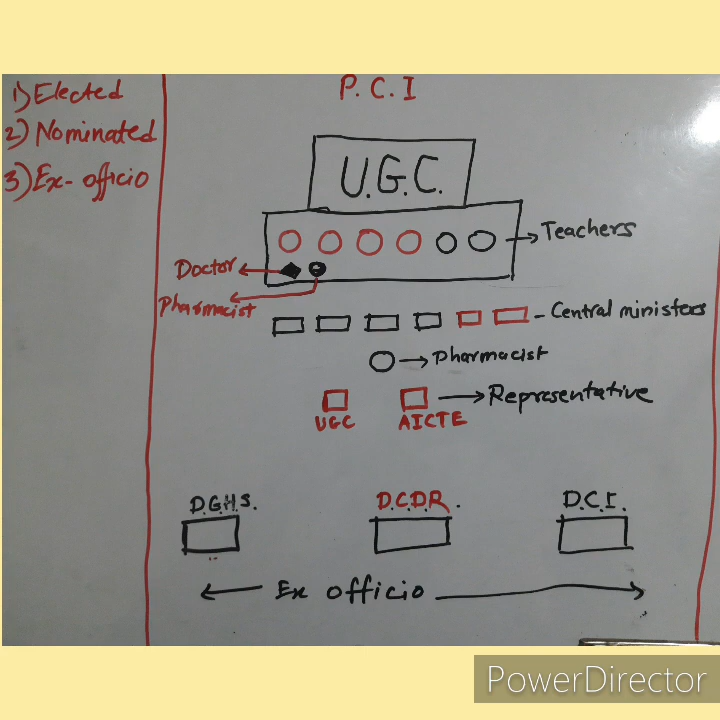 1) Elected
2) Nominated
3) Ex-officio
P.C.I
U.G.C.
Teachers
Doctor
Pharmacist
Central ministers
Pharmacist
UGC
AICTE
Representative
D.G.H.S.
D.C.D.R.
D.C.I.
Ex officio
PowerDirector